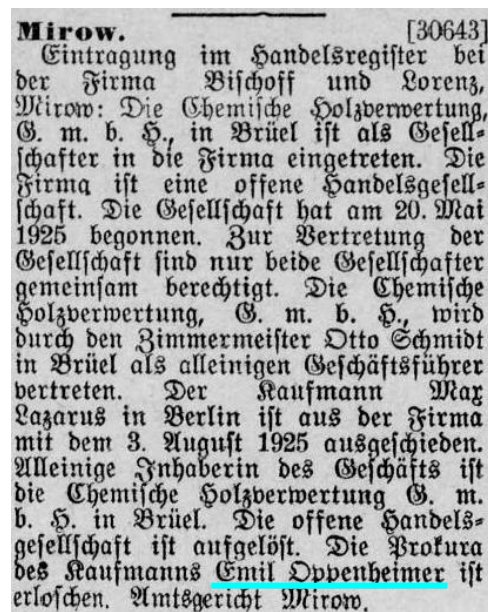 Mirow. [30643]
Eintragung im Handelsregister bei
der Firma Bischoff und Lorenz,
Mirow: Die Chemische Holzverwertung,
G. m. b. H., in Brüel ist als Gesell-
schafter in die Firma eingetreten. Die
Firma ist eine offene Handelsgesell-
schaft. Die Gesellschaft hat am 20. Mai
1925 begonnen. Zur Vertretung der
Gesellschaft sind nur beide Gesellschafter
gemeinsam berechtigt. Die Chemische
Holzverwertung, G. m. b. H., wird
durch den Zimmermeister Otto Schmidt
in Brüel als alleinigen Geschäftsführer
vertreten. Der Kaufmann Max
Lazarus in Berlin ist aus der Firma
mit dem 3. August 1925 ausgeschieden.
Alleinige Inhaberin des Geschäfts ist
die Chemische Holzverwertung G. m.
b. H. in Brüel. Die offene Handels-
gesellschaft ist aufgelöst. Die Prokura
des Kaufmanns Emil Oppenheimer ist
erloschen. Amtsgericht Mirow.